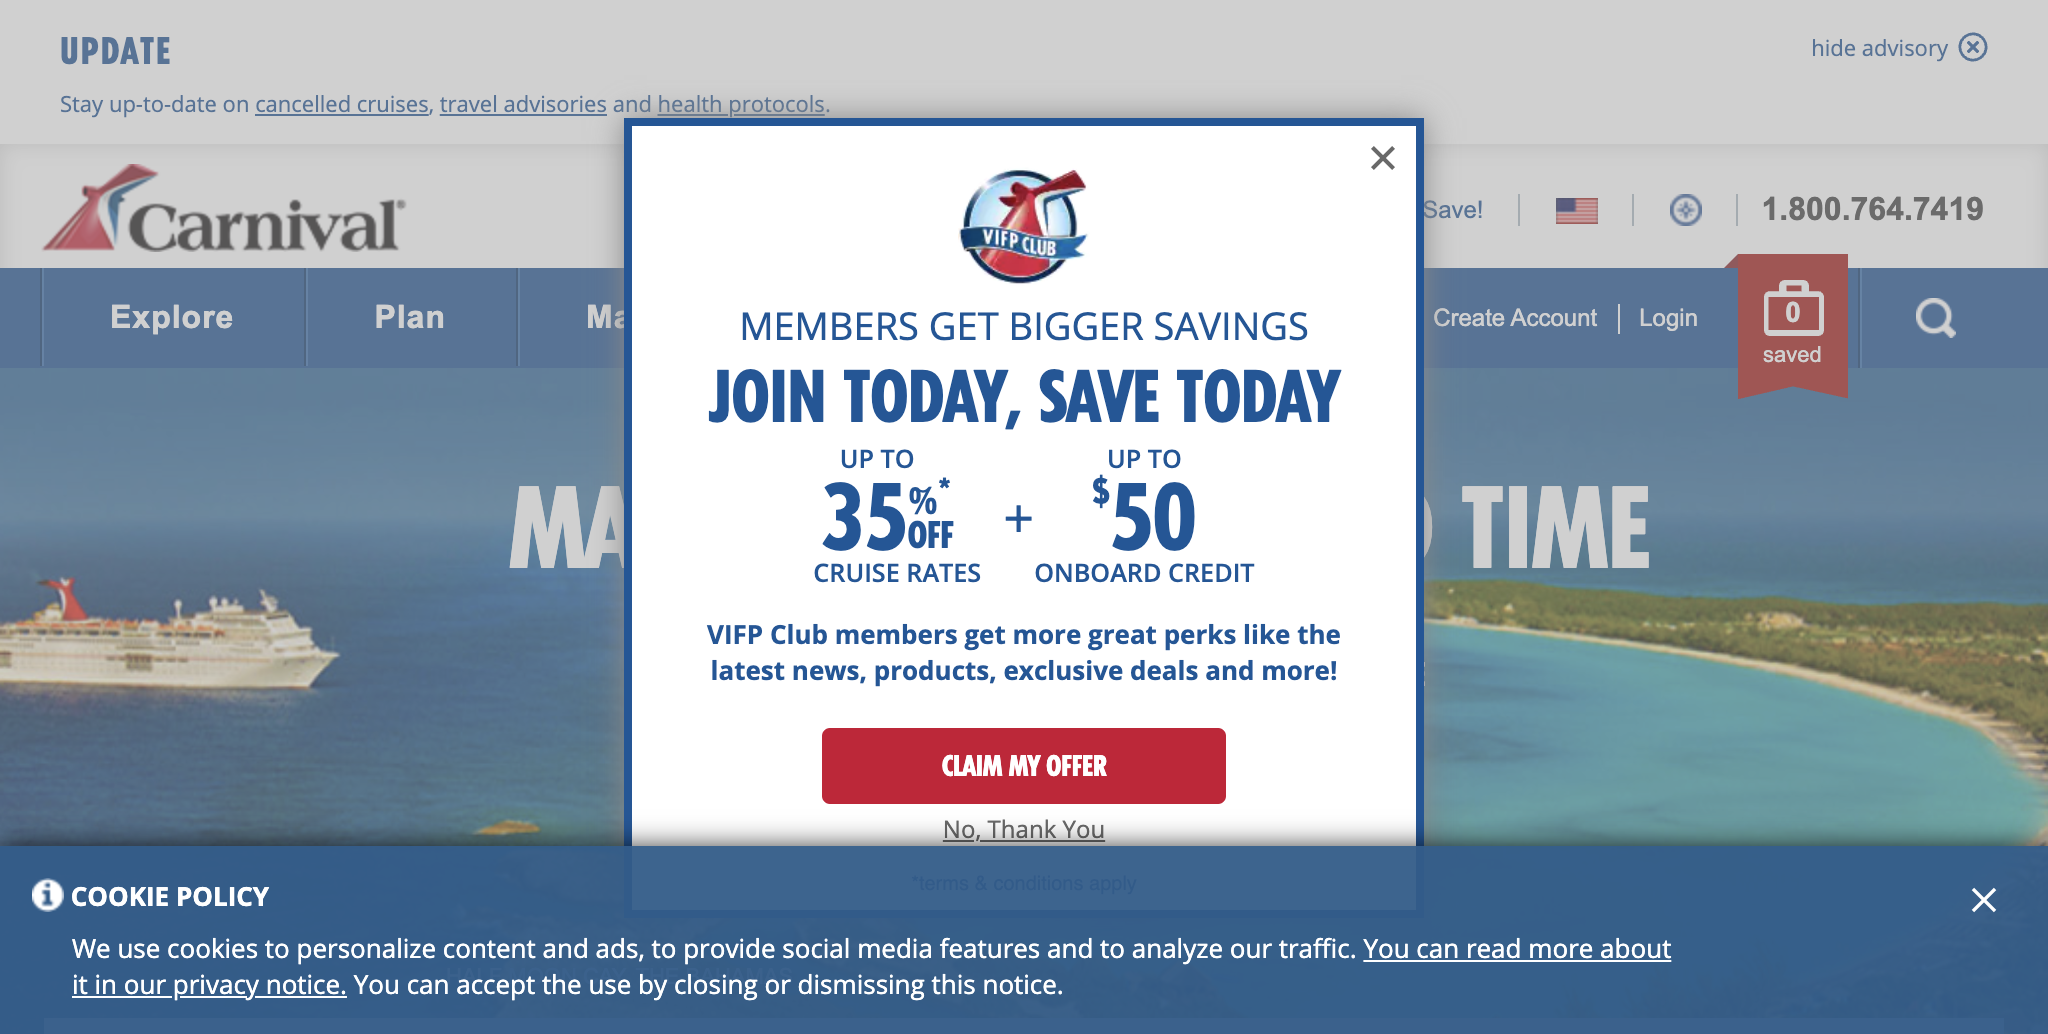 UPDATE
hide advisory
Stay up-to-date on cancelled cruises, travel advisories and health protocols.
Carnival®
Save!
1.800.764.7419
Explore
Plan
Create Account
Login
0
saved
TIME
VIFP CLUB
MEMBERS GET BIGGER SAVINGS
JOIN TODAY, SAVE TODAY
UP TO
35%* OFF
CRUISE RATES
+
UP TO
$50
ONBOARD CREDIT
VIFP Club members get more great perks like the
latest news, products, exclusive deals and more!
CLAIM MY OFFER
No, Thank You
*terms & conditions apply
COOKIE POLICY
We use cookies to personalize content and ads, to provide social media features and to analyze our traffic. You can read more about
it in our privacy notice. You can accept the use by closing or dismissing this notice.